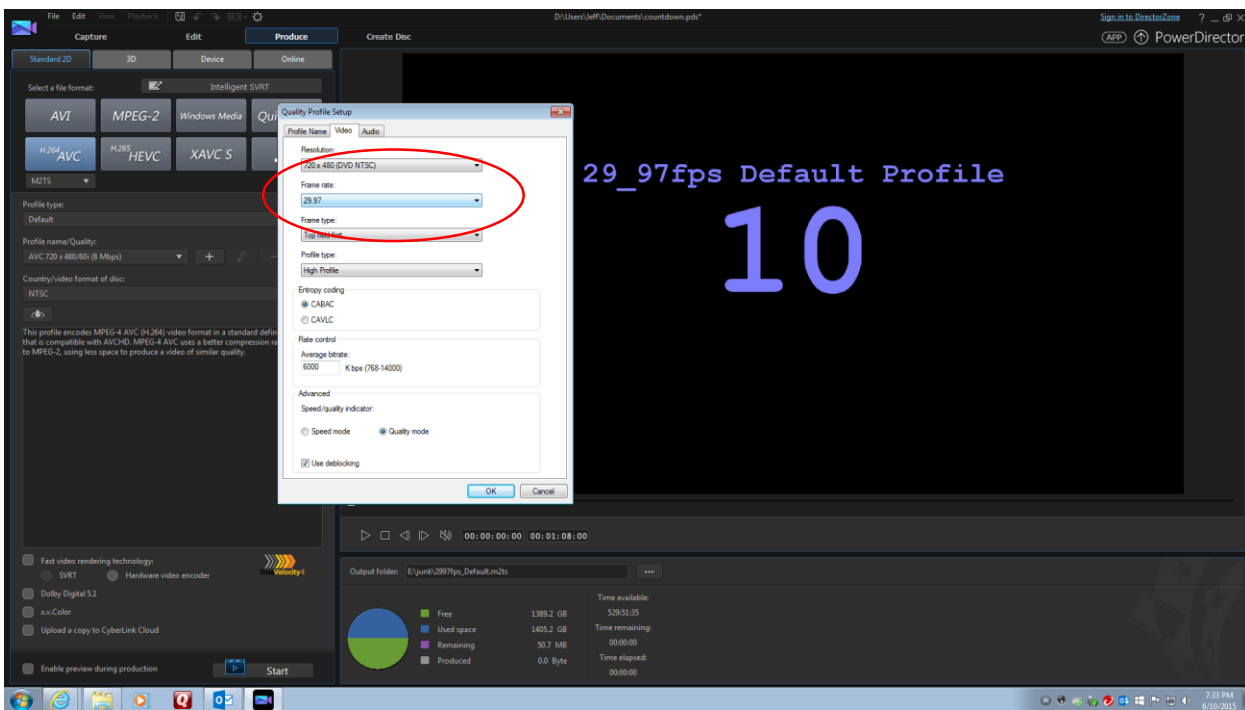 File Edit View Playback
D:\Users\Jeff\Documents\countdown.pds*
Sign in to DirectorZone ?
Capture Edit Produce Create Disc
APP PowerDirector
Standard 2D 3D Device Online
Select a file format: Intelligent SVRT
AVI MPEG-2 Windows Media
H.264 AVC H.265 HEVC XAVC S
M2TS
Profile type:
Default
Profile name/Quality:
AVC 720 x 480/60i (8 Mbps)
Country/video format of disc:
NTSC
This profile encodes MPEG-4 AVC (H.264) video format in a standard defin
that is compatible with AVCHD. MPEG-4 AVC uses a better compression ra
to MPEG-2, using less space to produce a video of similar quality.
Quality Profile Setup
Profile Name Video Audio
Resolution:
720 x 480 (DVD NTSC)
Frame rate:
29.97
Frame type:
Top field first
Profile type:
High Profile
Entropy coding
CABAC
CAVLC
Rate control
Average bitrate:
6000 K bps (768-14000)
Advanced
Speed/quality indicator:
Speed mode Quality mode
Use deblocking
OK Cancel
29_97fps Default Profile
10
00:00:00:00 00:01:08:00
Fast video rendering technology:
SVRT Hardware video encoder
Velocity4
Dolby Digital 5.1
x.v.Color
Upload a copy to CyberLink Cloud
Enable preview during production Start
Output folder: E:\junk\2997fps_Default.m2ts ...
Free 1389.2 GB
Used space 1405.2 GB
Remaining 50.7 MB
Produced 0.0 Byte
Time available:
529:51:35
Time remaining:
00:00:00
Time elapsed:
00:00:00
7:33 PM
6/10/2015